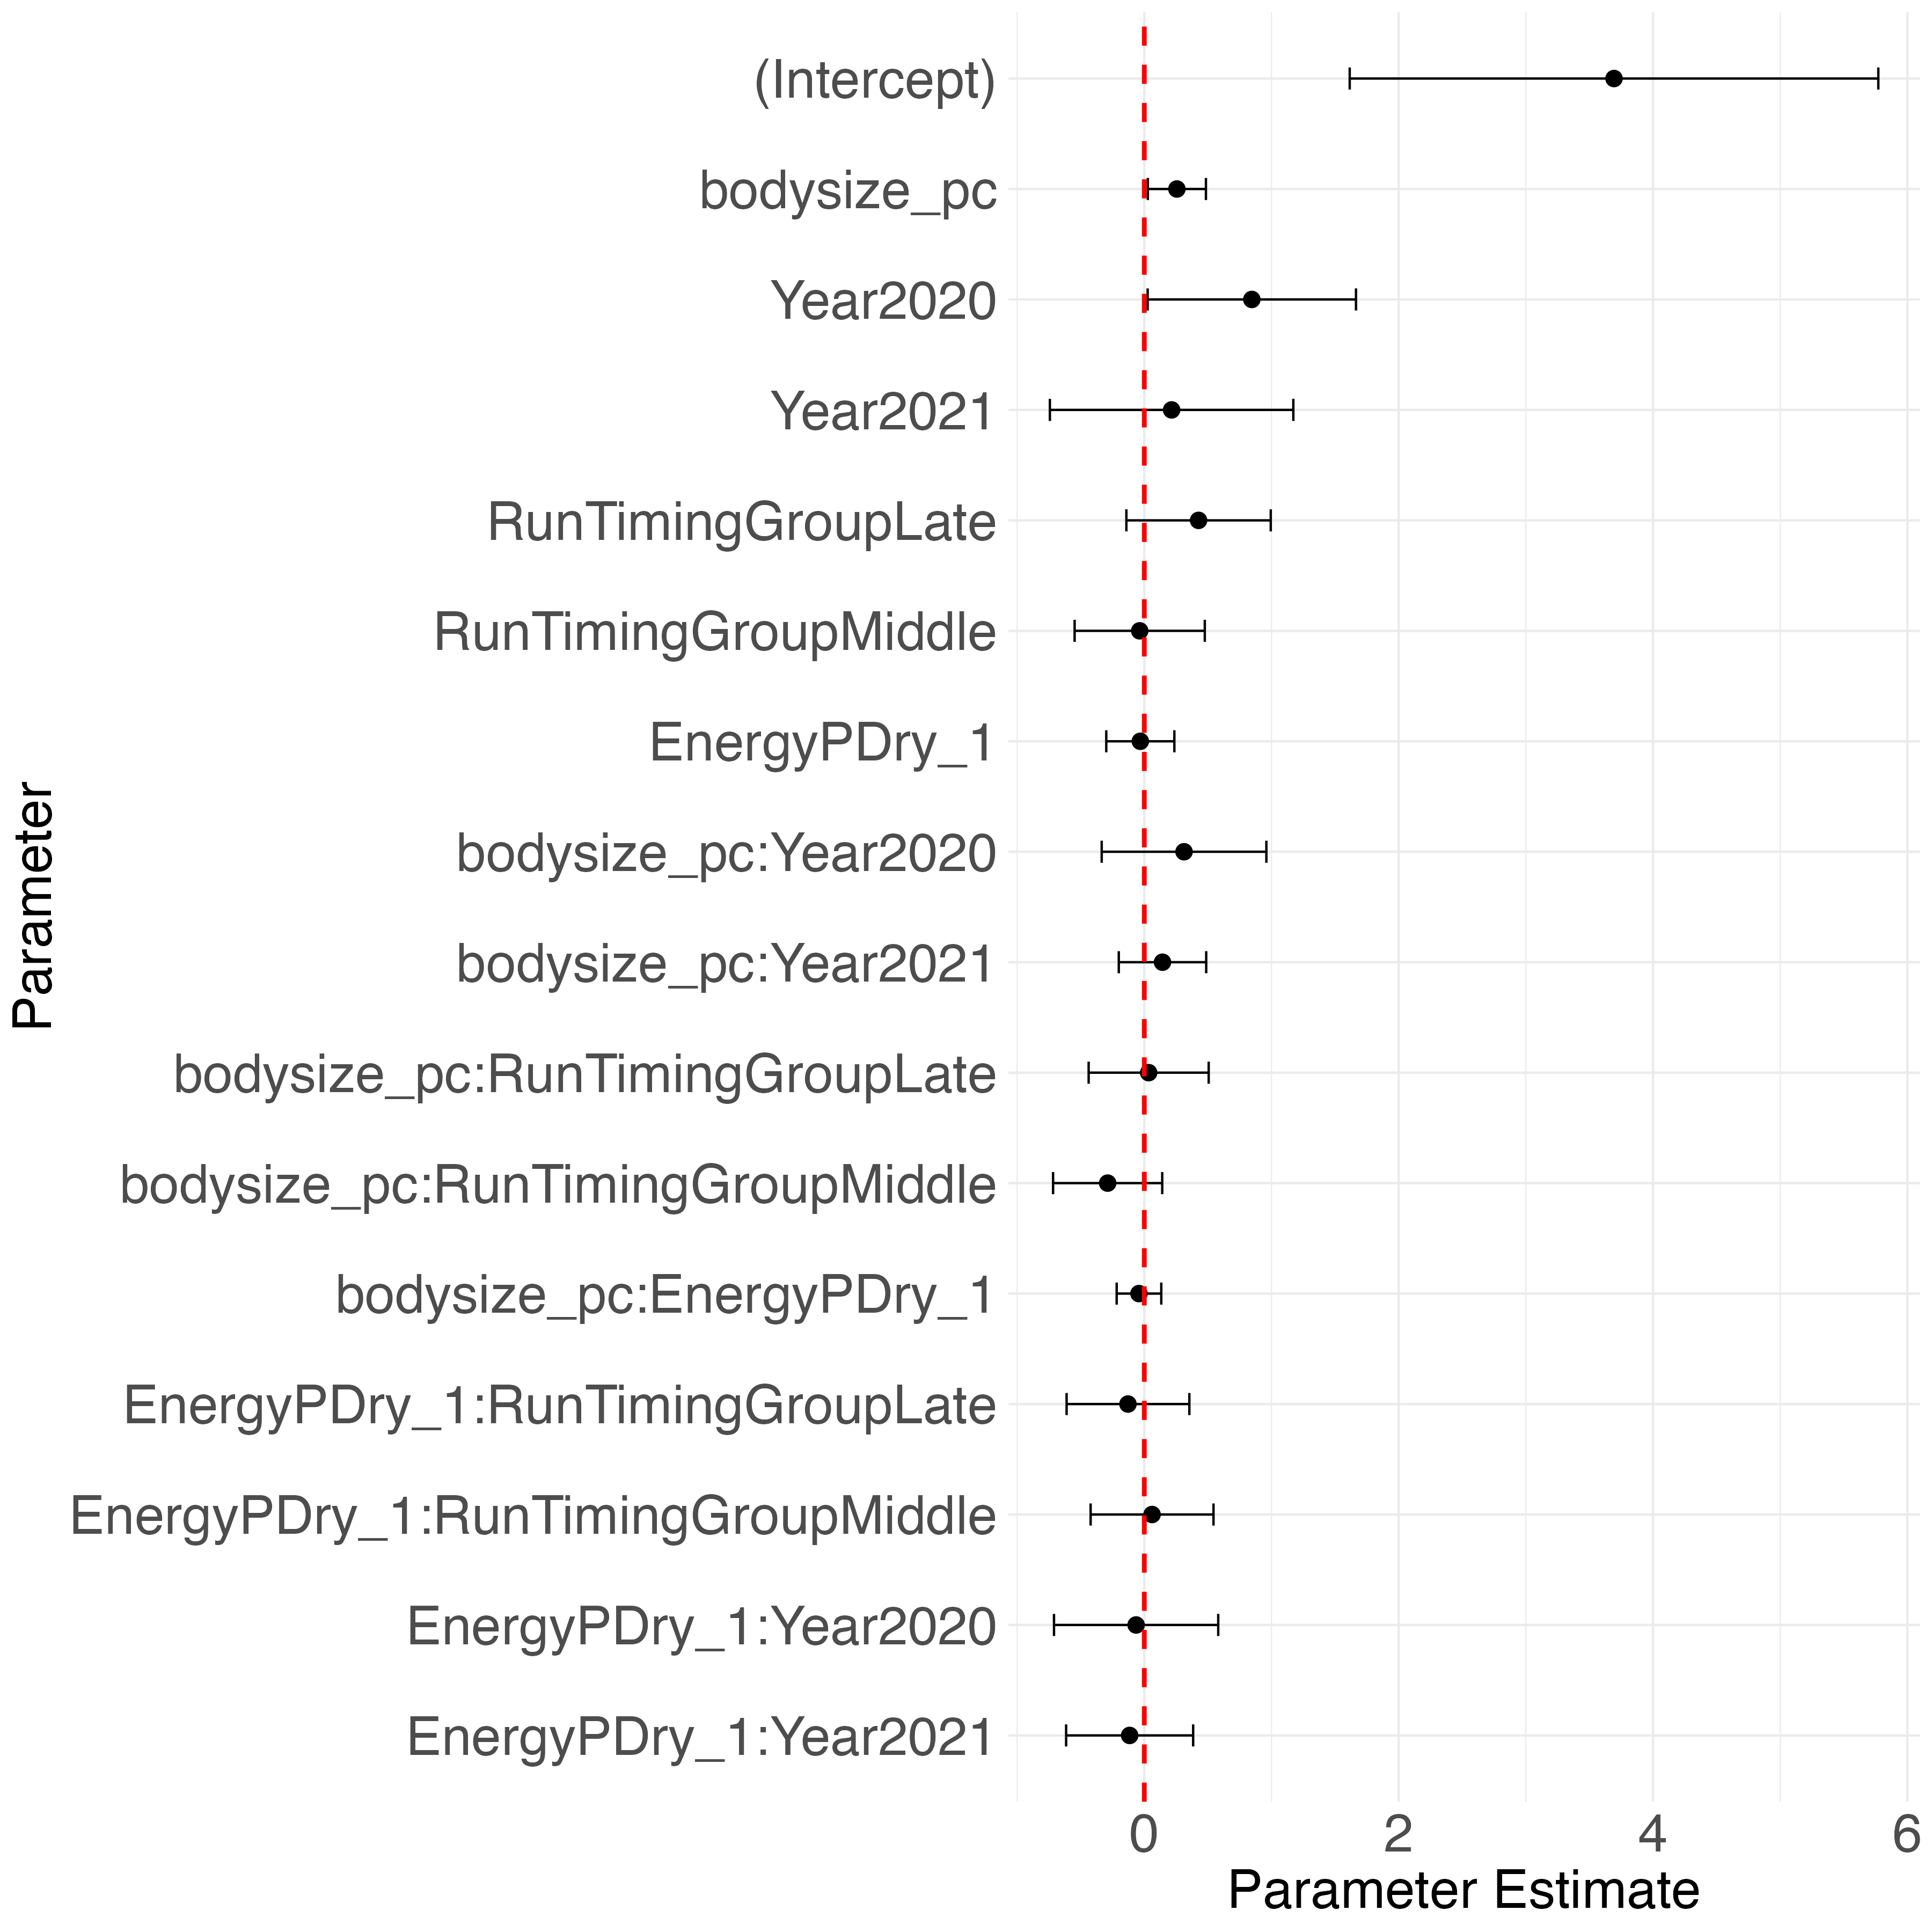 (Intercept)
bodysize_pc
Year2020
Year2021
RunTimingGroupLate
RunTimingGroupMiddle
EnergyPDry_1
bodysize_pc:Year2020
bodysize_pc:Year2021
bodysize_pc:RunTimingGroupLate
bodysize_pc:RunTimingGroupMiddle
bodysize_pc:EnergyPDry_1
EnergyPDry_1:RunTimingGroupLate
EnergyPDry_1:RunTimingGroupMiddle
EnergyPDry_1:Year2020
EnergyPDry_1:Year2021
Parameter
0 2 4 6
Parameter Estimate